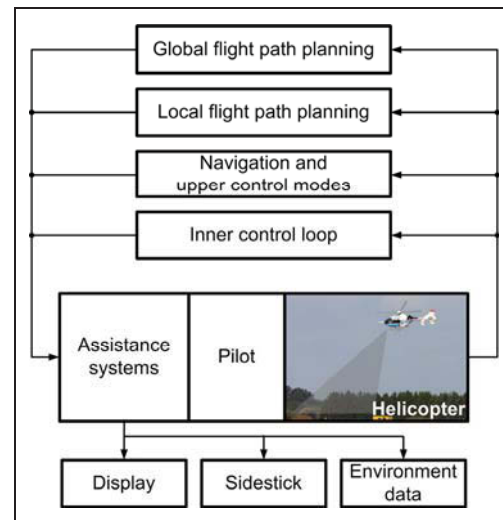 Global flight path planning
Local flight path planning
Navigation and
upper control modes
Inner control loop
Assistance
systems
Pilot
Helicopter
Display
Sidestick
Environment
data